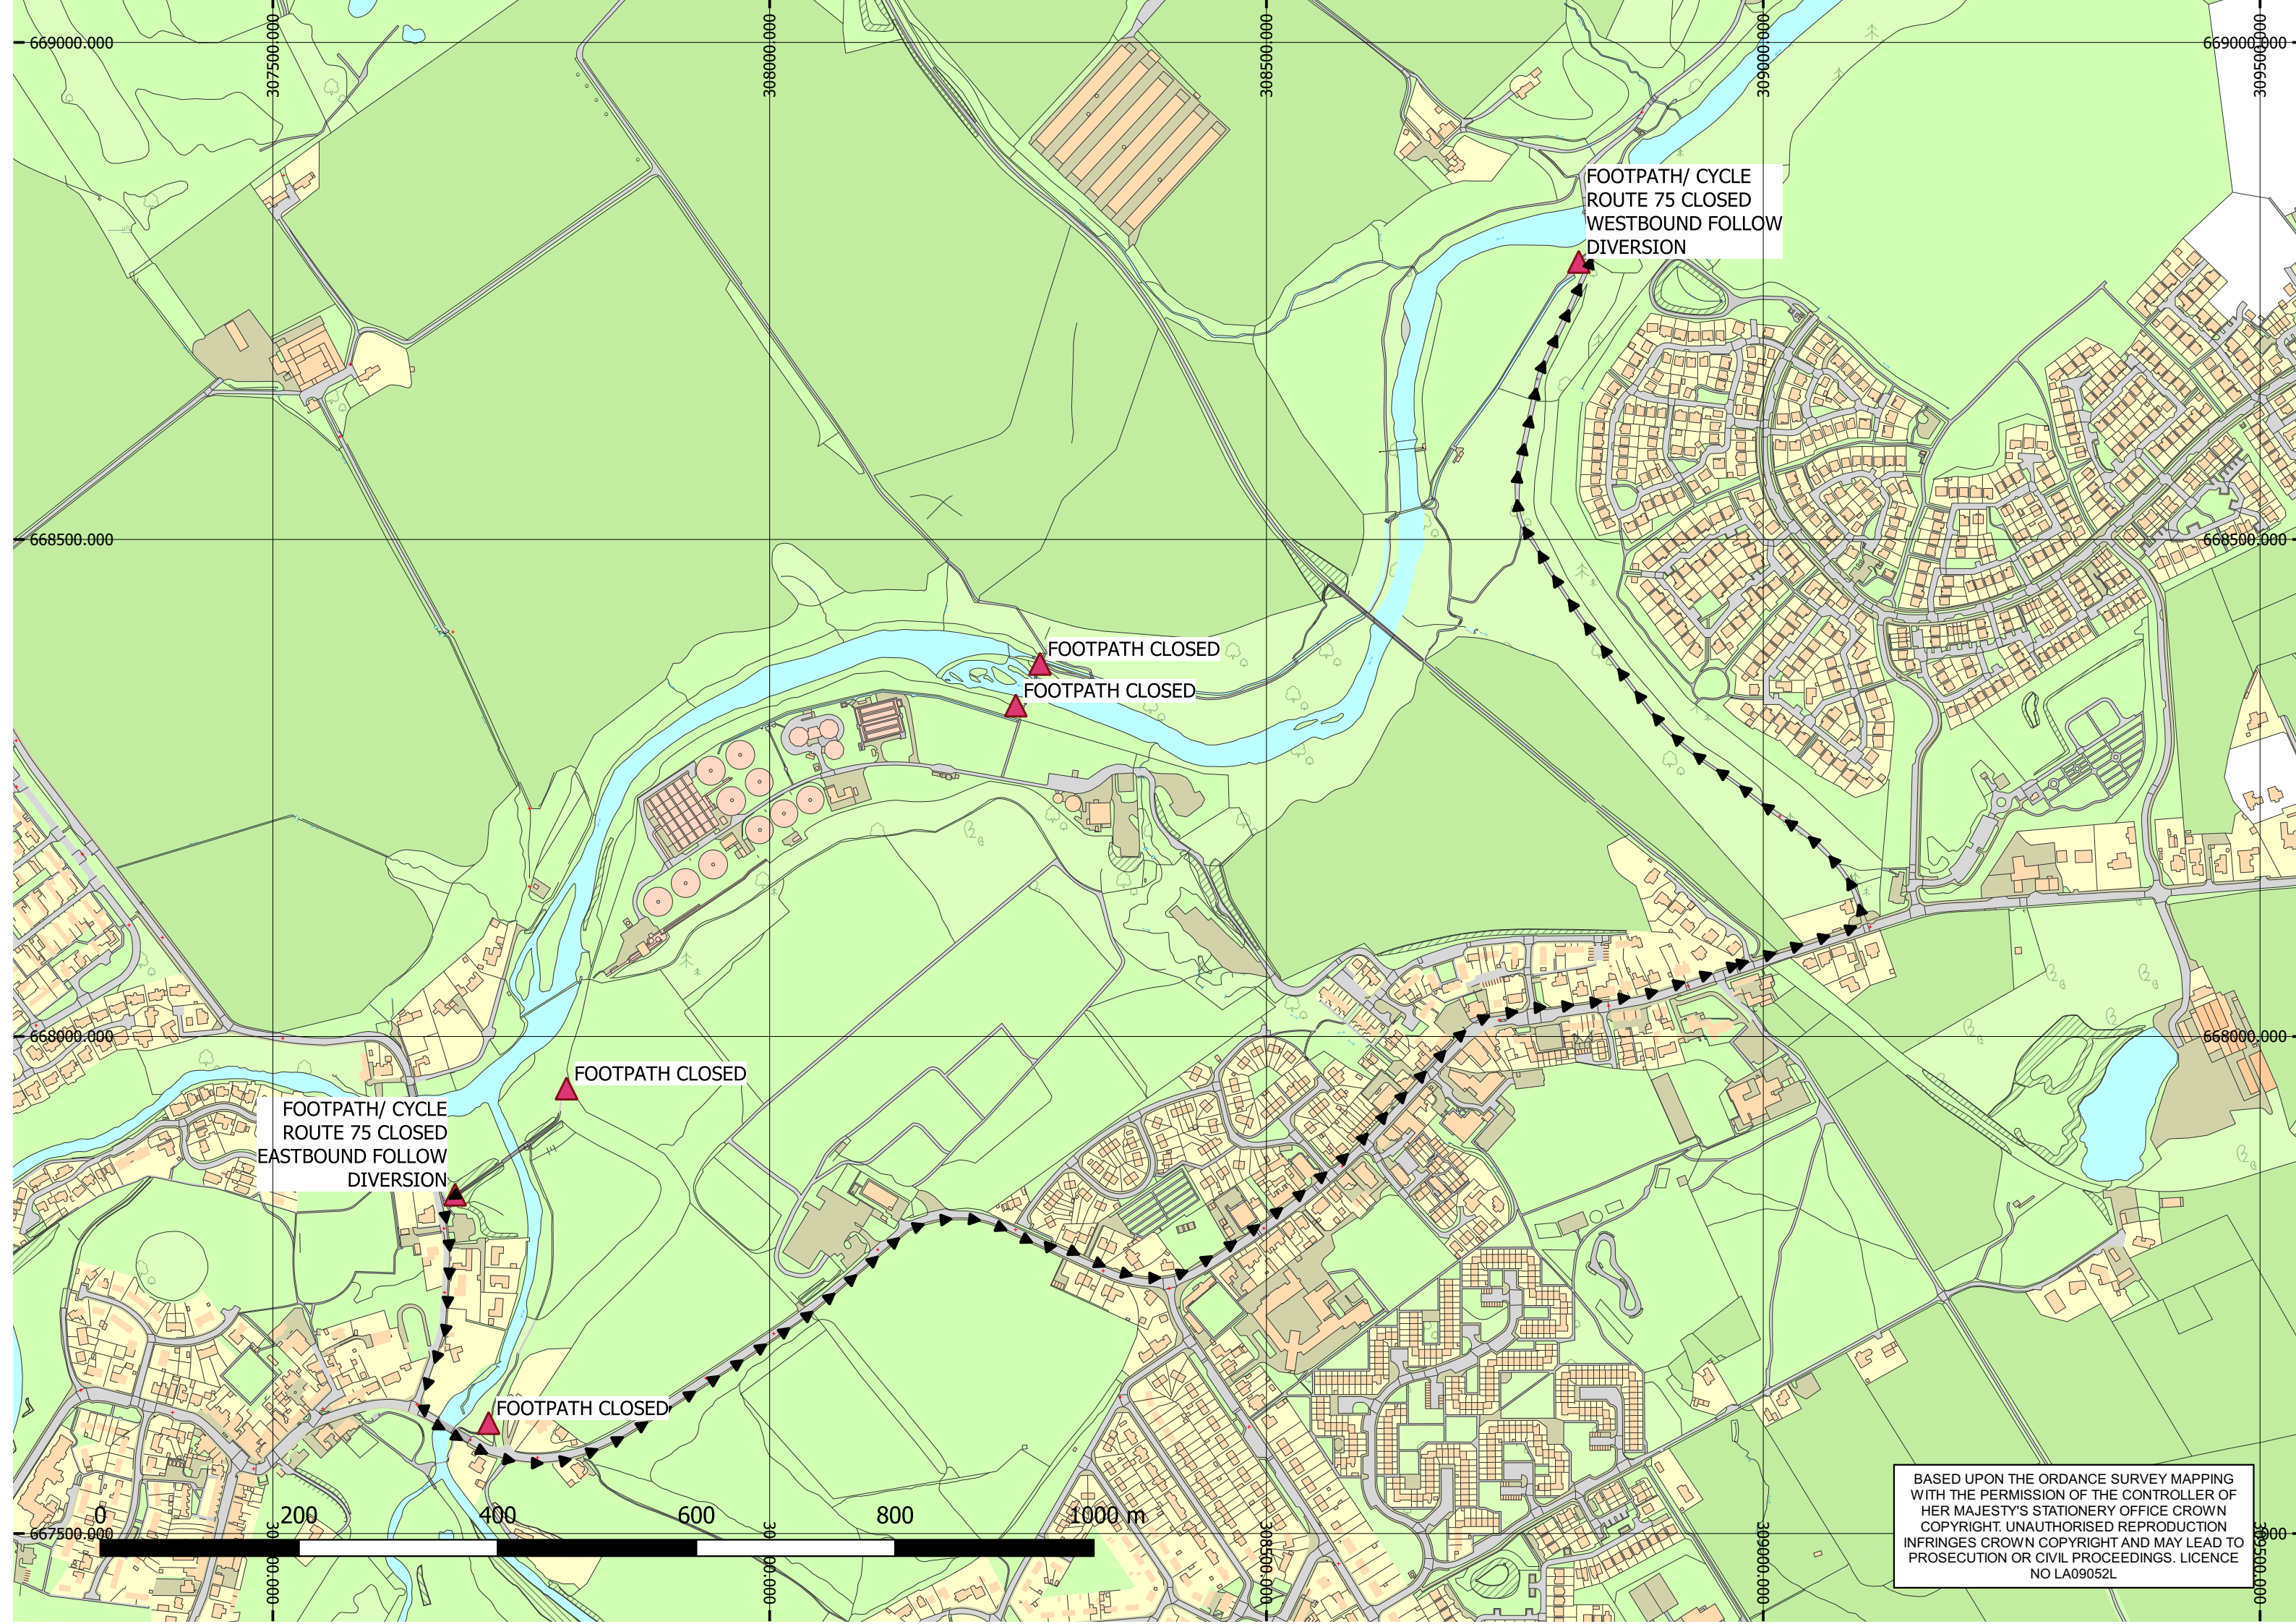 307500.000
308000.000
308500.000
309000.000
309500.000
669000.000
669000.000
FOOTPATH/ CYCLE
ROUTE 75 CLOSED
WESTBOUND FOLLOW
DIVERSION
668500.000
668500.000
FOOTPATH CLOSED
FOOTPATH CLOSED
668000.000
668000.000
FOOTPATH CLOSED
FOOTPATH/ CYCLE
ROUTE 75 CLOSED
EASTBOUND FOLLOW
DIVERSION
FOOTPATH CLOSED
0 200 400 600 800 1000 m
667500.000
308500.000
309000.000
BASED UPON THE ORDANCE SURVEY MAPPING
WITH THE PERMISSION OF THE CONTROLLER OF
HER MAJESTY'S STATIONERY OFFICE CROWN
COPYRIGHT. UNAUTHORISED REPRODUCTION
INFRINGES CROWN COPYRIGHT AND MAY LEAD TO
PROSECUTION OR CIVIL PROCEEDINGS. LICENCE
NO LA09052L